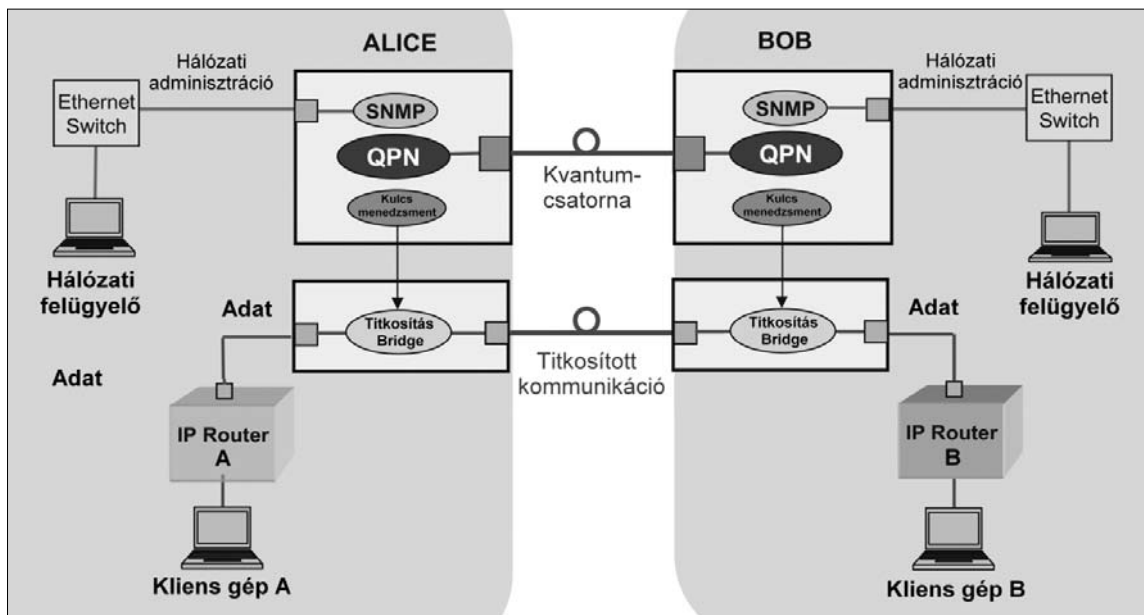 ALICE
BOB
Hálózati
adminisztráció
Hálózati
adminisztráció
Ethernet
Switch
SNMP
SNMP
Ethernet
Switch
QPN
QPN
Kvantum-
csatorna
Kulcs
menedzsment
Kulcs
menedzsment
Hálózati
felügyelő
Hálózati
felügyelő
Adat
Adat
Titkosítás
Bridge
Titkosítás
Bridge
Titkosított
kommunikáció
Adat
IP Router
A
IP Router
B
Kliens gép A
Kliens gép B